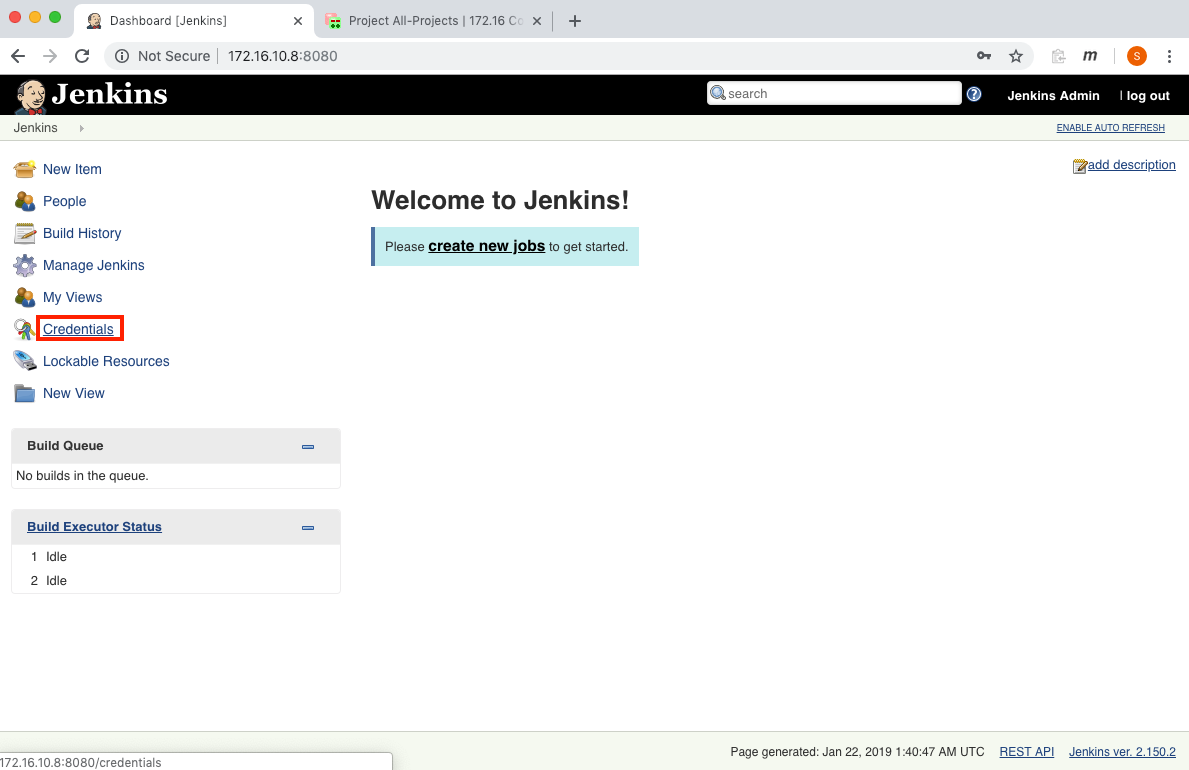 Dashboard [Jenkins]
Project All-Projects | 172.16 Co
Not Secure
172.16.10.8:8080
m
S
Jenkins
search
?
Jenkins Admin
| log out
Jenkins
ENABLE AUTO REFRESH
New Item
People
Build History
Manage Jenkins
My Views
Credentials
Lockable Resources
New View
add description
Welcome to Jenkins!
Please create new jobs to get started.
Build Queue
No builds in the queue.
Build Executor Status
1 Idle
2 Idle
Page generated: Jan 22, 2019 1:40:47 AM UTC
REST API
Jenkins ver. 2.150.2
172.16.10.8:8080/credentials